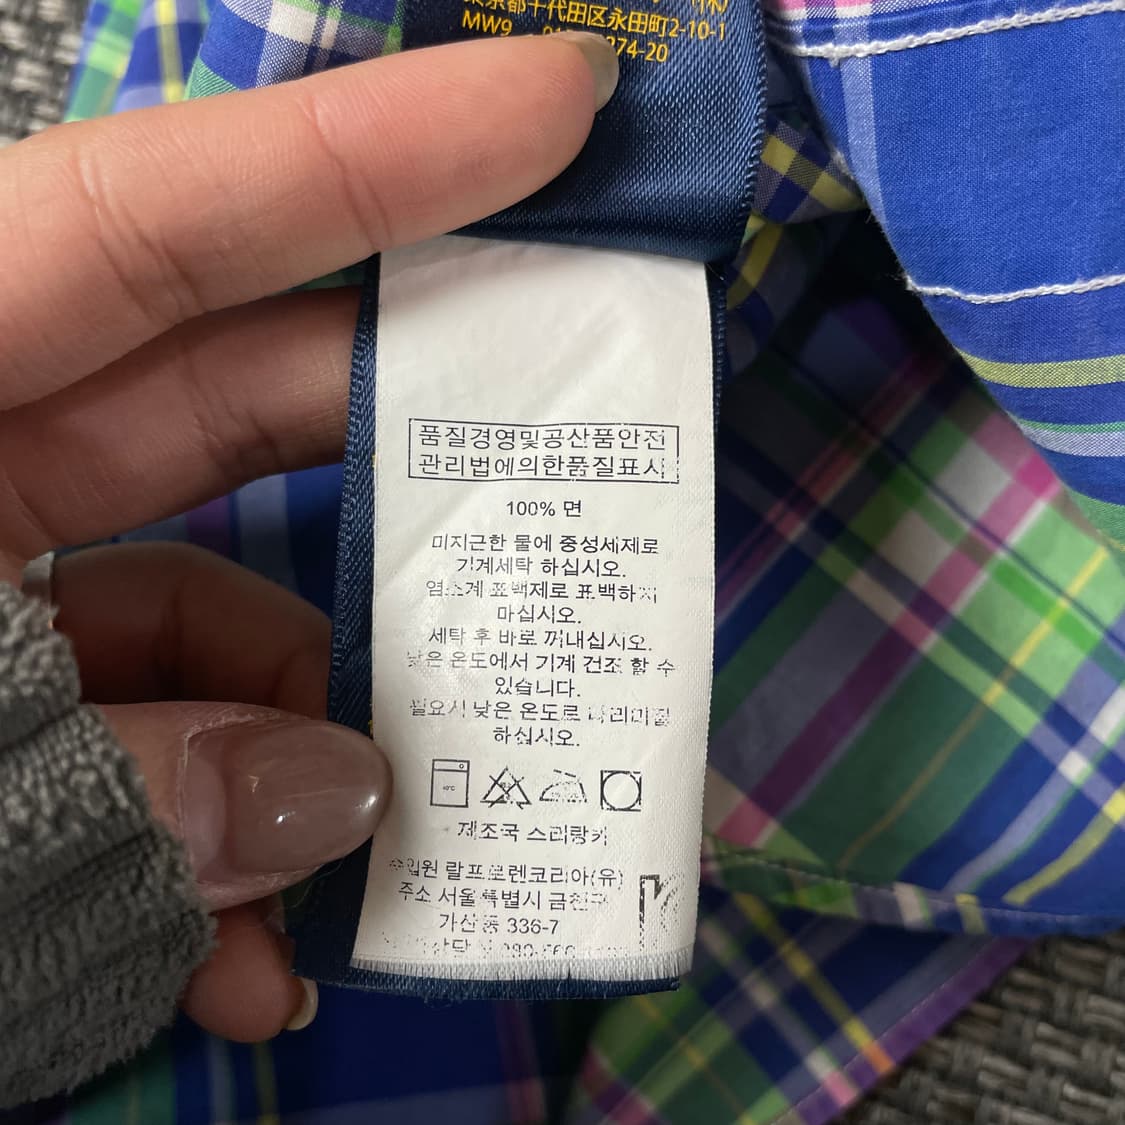 東京都千代田区永田町2-10-1
MW9
74-20
품질경영및공산품안전
관리법에의한품질표시
100% 면
미지근한 물에 중성세제로
기계세탁 하십시오.
염소계 표백제로 표백하지
마십시오.
세탁 후 바로 꺼내십시오.
낮은 온도에서 기계 건조 할 수
있습니다.
필요시 낮은 온도로 다리미질
하십시오.
40℃
제조국 스리랑카
수입원 랄프로렌코리아(유)
주소 서울특별시 금천구
가산동 336-7